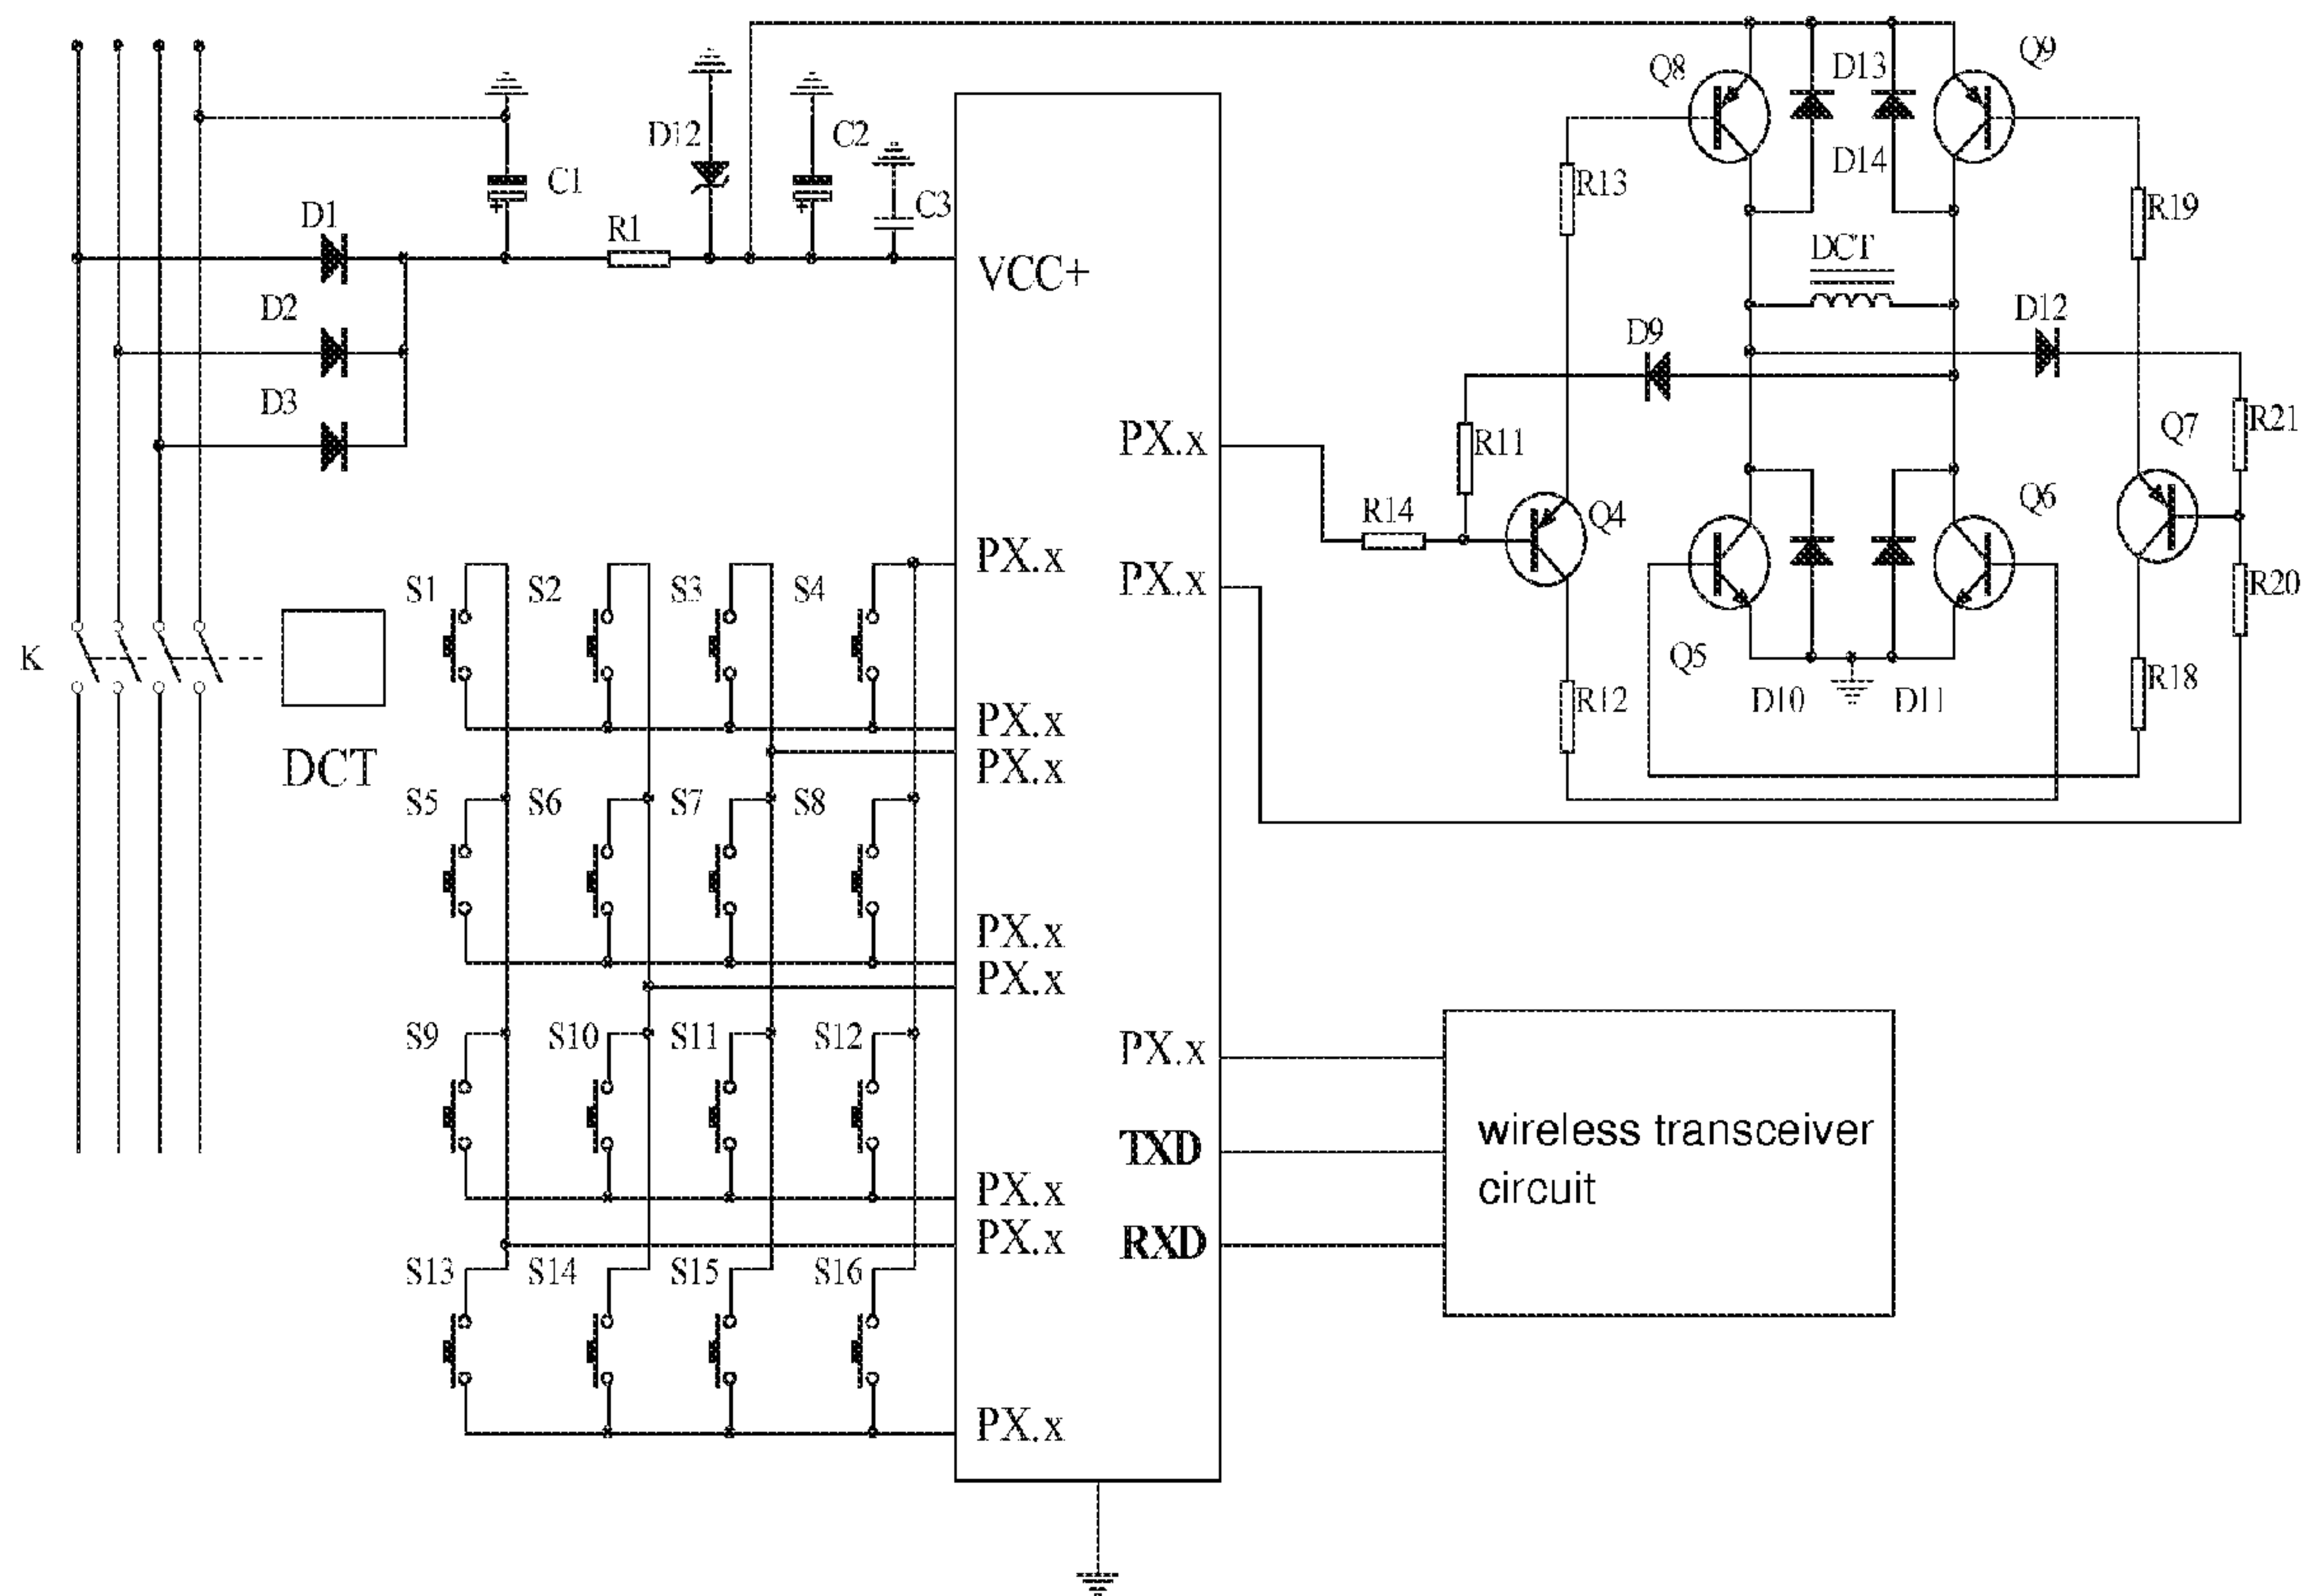 Q8
D13
Q9
D12
C2
D14
C1
R13
C3
R19
D1
R1
DCT
VCC+
D2
D9
D12
D3
PX.x
R11
Q7
R21
R14
Q4
Q6
PX.x
PX.x
S1
S2
S3
S4
R20
K
Q5
R12
D10
D11
R18
PX.x
DCT
PX.x
S5
S6
S7
S8
PX.x
PX.x
S9
S10
S11
S12
PX.x
TXD
wireless transceiver
circuit
PX.x
PX.x
RXD
S13
S14
S15
S16
PX.x